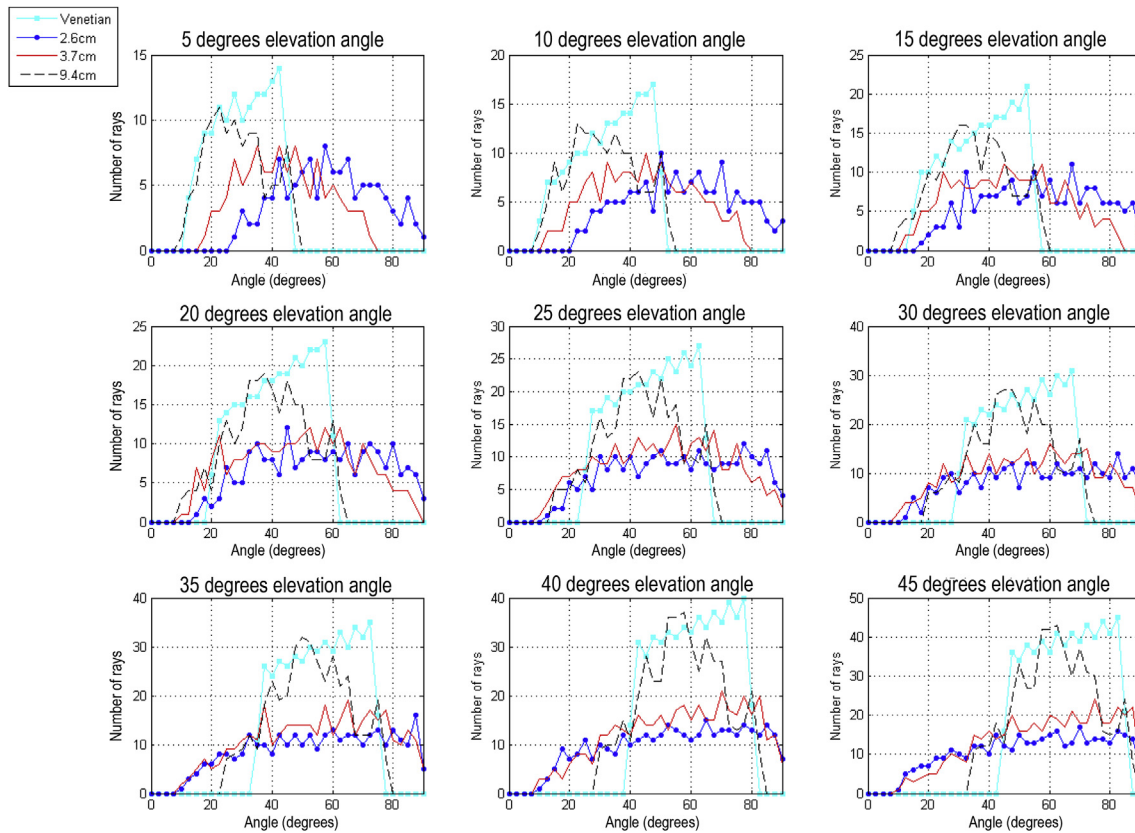 Venetian
2.6cm
3.7cm
9.4cm
5 degrees elevation angle
15
10
5
0
Number of rays
0 20 40 60 80
Angle (degrees)
10 degrees elevation angle
20
15
10
5
0
Number of rays
0 20 40 60 80
Angle (degrees)
15 degrees elevation angle
25
20
15
10
5
0
Number of rays
0 20 40 60 80
Angle (degrees)
20 degrees elevation angle
25
20
15
10
5
0
Number of rays
0 20 40 60 80
Angle (degrees)
25 degrees elevation angle
30
25
20
15
10
5
0
Number of rays
0 20 40 60 80
Angle (degrees)
30 degrees elevation angle
40
30
20
10
0
Number of rays
0 20 40 60 80
Angle (degrees)
35 degrees elevation angle
40
30
20
10
0
Number of rays
0 20 40 60 80
Angle (degrees)
40 degrees elevation angle
40
30
20
10
0
Number of rays
0 20 40 60 80
Angle (degrees)
45 degrees elevation angle
50
40
30
20
10
0
Number of rays
0 20 40 60 80
Angle (degrees)